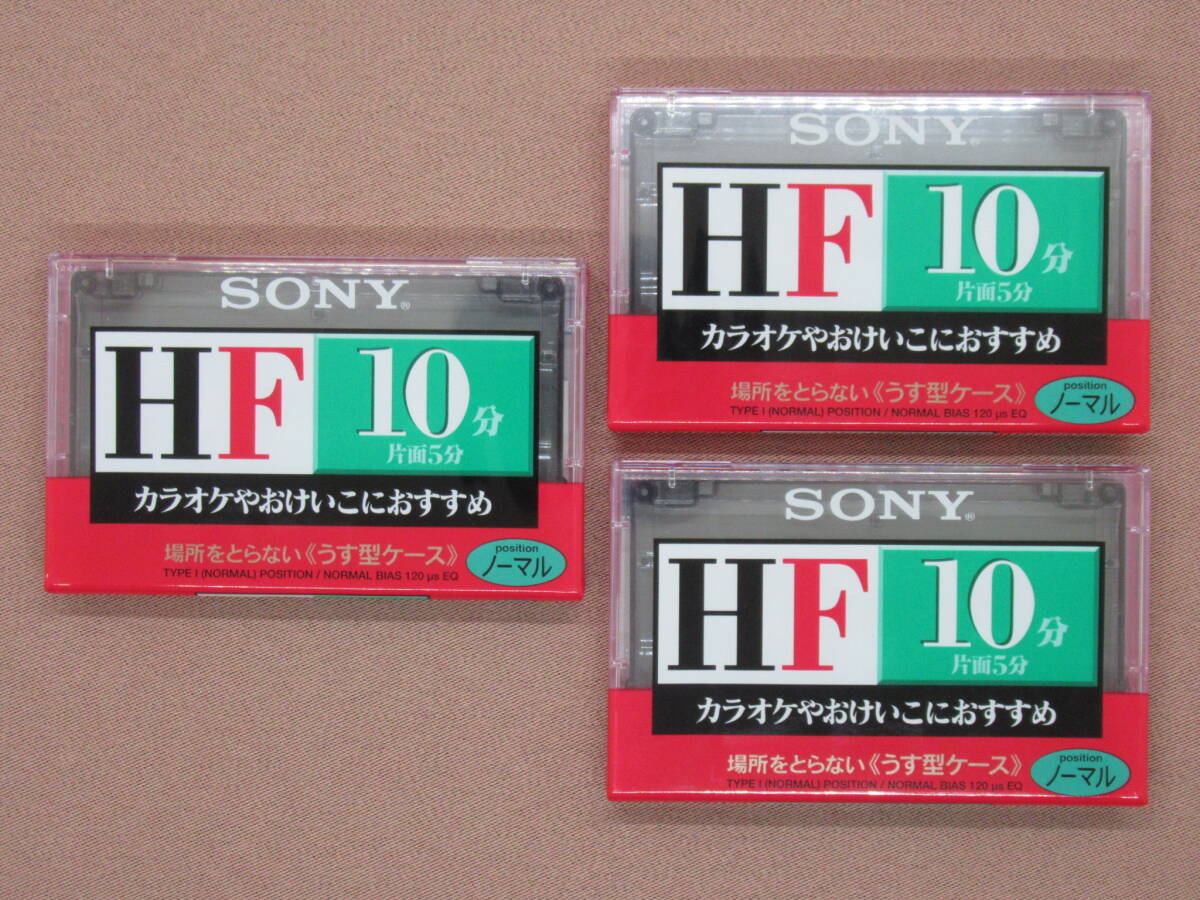 SONY®
HF 10分
片面5分
カラオケやおけいこにおすすめ
場所をとらない《うす型ケース》
position
ノーマル
TYPE I (NORMAL) POSITION / NORMAL BIAS 120 μs EQ
SONY®
HF 10分
片面5分
カラオケやおけいこにおすすめ
場所をとらない《うす型ケース》
position
ノーマル
TYPE I (NORMAL) POSITION / NORMAL BIAS 120 μs EQ
SONY®
HF 10分
片面5分
カラオケやおけいこにおすすめ
場所をとらない《うす型ケース》
position
ノーマル
TYPE I (NORMAL) POSITION / NORMAL BIAS 120 μs EQ